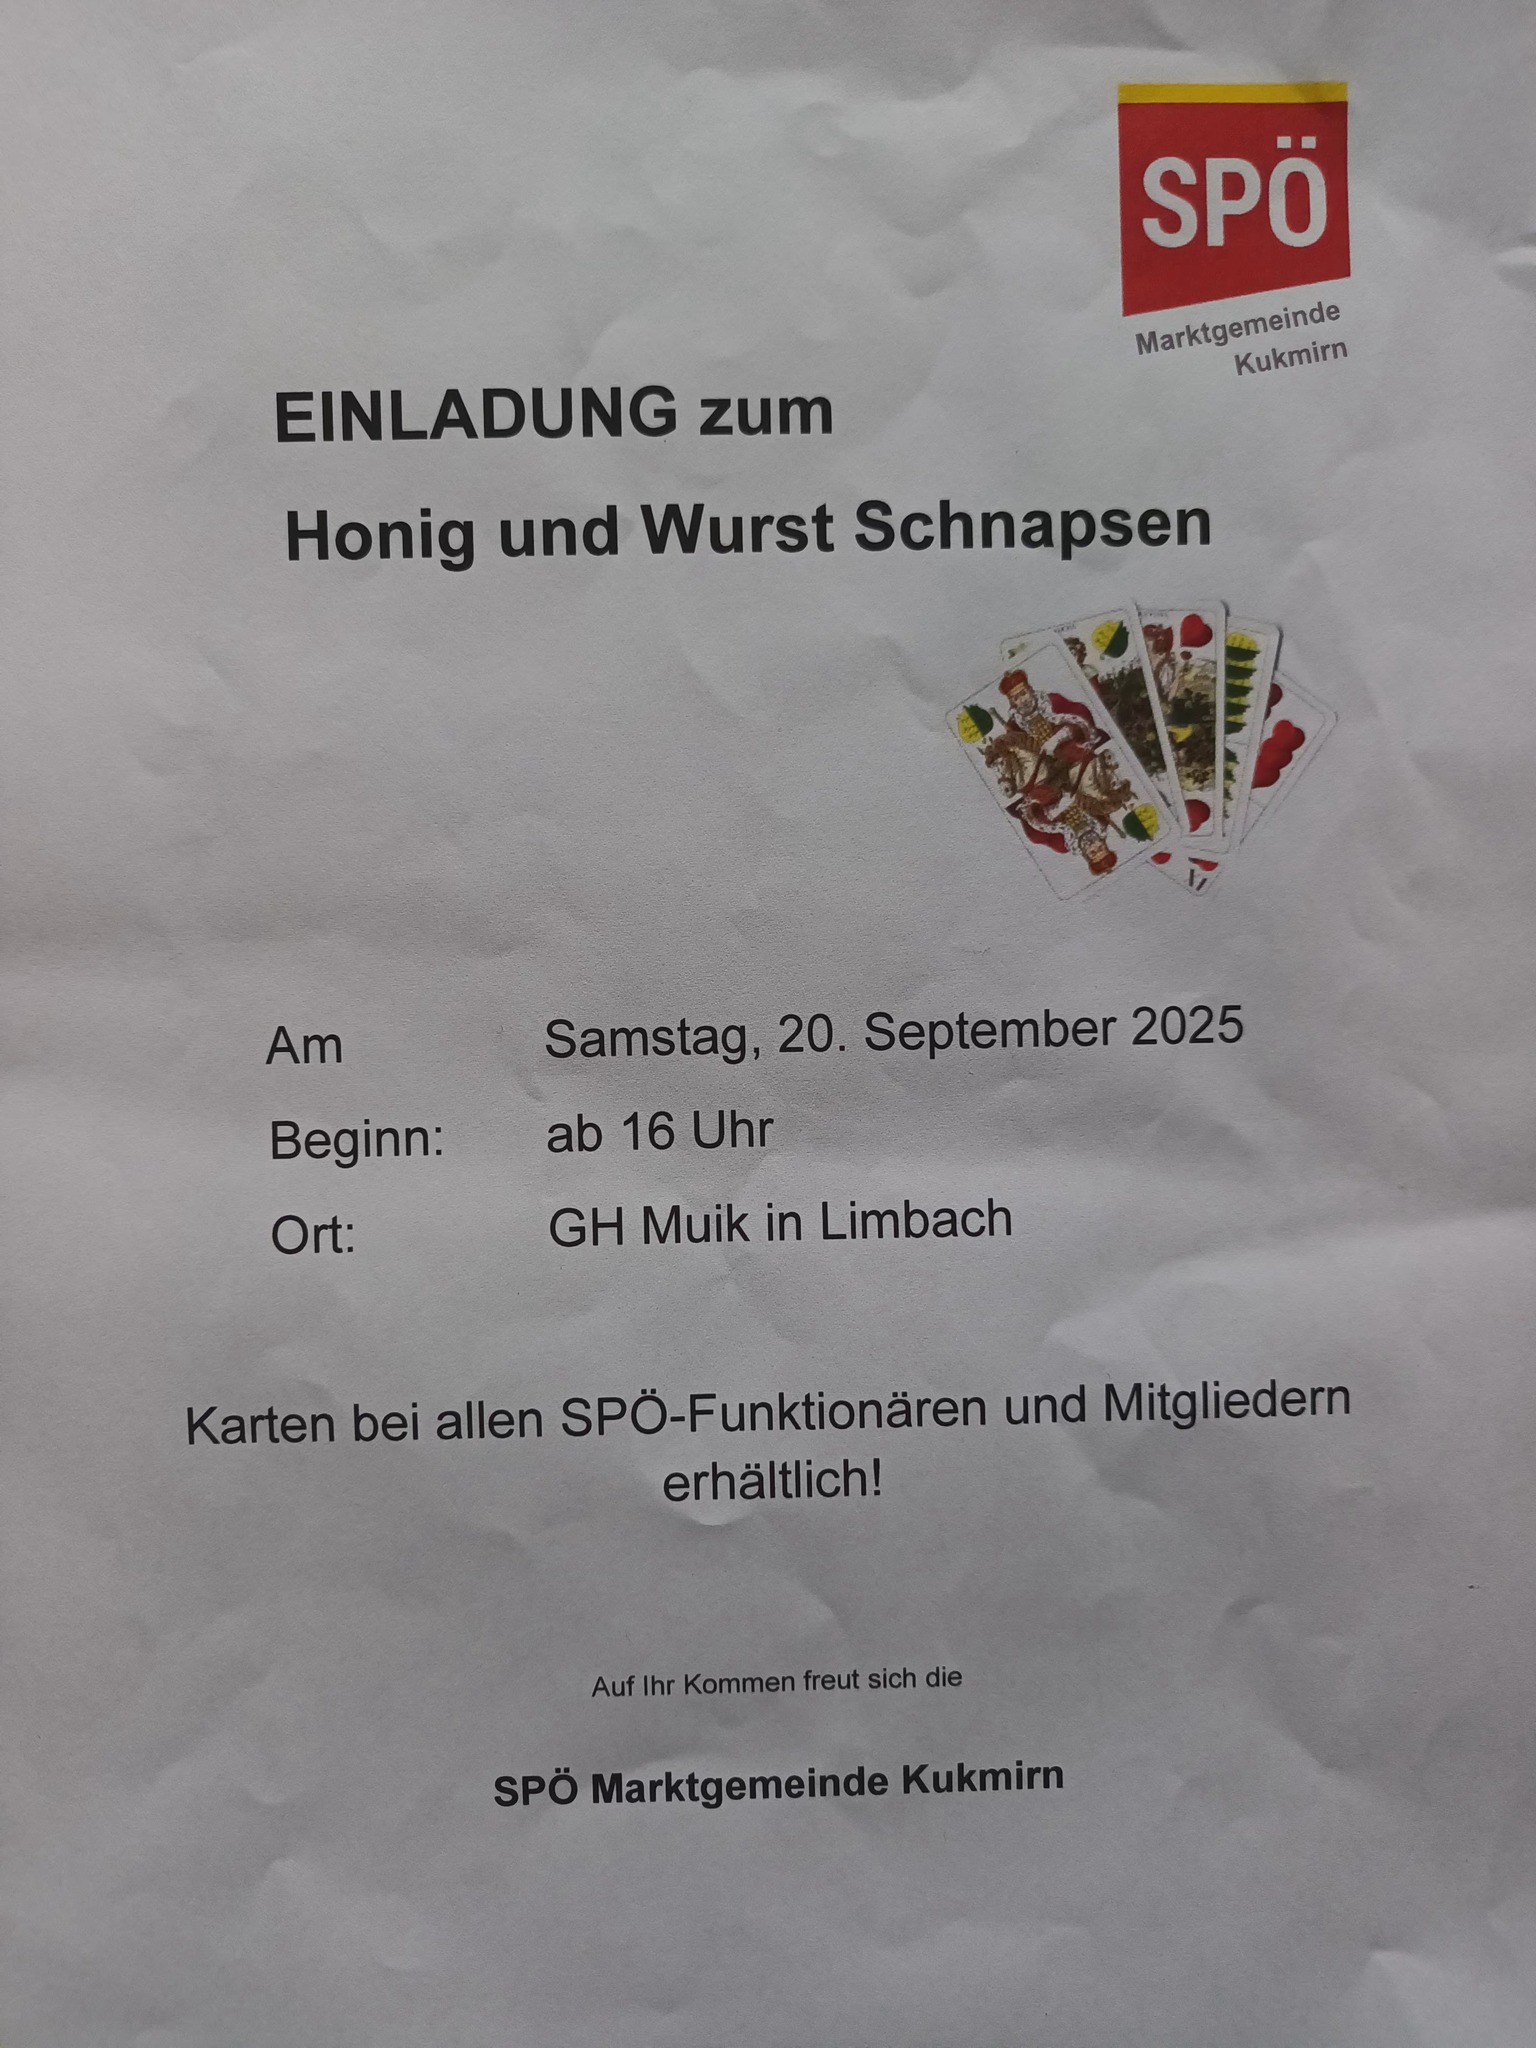 SPÖ
Marktgemeinde
Kukmirn
EINLADUNG zum
Honig und Wurst Schnapsen
Am Samstag, 20. September 2025
Beginn: ab 16 Uhr
Ort: GH Muik in Limbach
Karten bei allen SPÖ-Funktionären und Mitgliedern
erhältlich!
Auf Ihr Kommen freut sich die
SPÖ Marktgemeinde Kukmirn